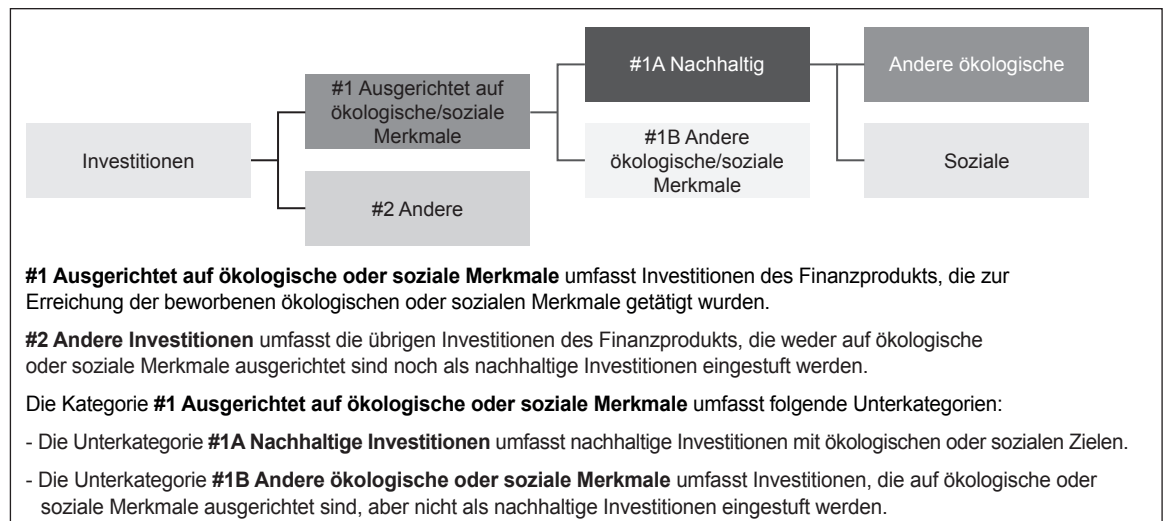 #1A Nachhaltig
Andere ökologische
#1 Ausgerichtet auf
ökologische/soziale
Merkmale
Investitionen
#1B Andere
ökologische/soziale
Merkmale
Soziale
#2 Andere
#1 Ausgerichtet auf ökologische oder soziale Merkmale umfasst Investitionen des Finanzprodukts, die zur
Erreichung der beworbenen ökologischen oder sozialen Merkmale getätigt wurden.
#2 Andere Investitionen umfasst die übrigen Investitionen des Finanzprodukts, die weder auf ökologische
oder soziale Merkmale ausgerichtet sind noch als nachhaltige Investitionen eingestuft werden.
Die Kategorie #1 Ausgerichtet auf ökologische oder soziale Merkmale umfasst folgende Unterkategorien:
- Die Unterkategorie #1A Nachhaltige Investitionen umfasst nachhaltige Investitionen mit ökologischen oder sozialen Zielen.
- Die Unterkategorie #1B Andere ökologische oder soziale Merkmale umfasst Investitionen, die auf ökologische oder
soziale Merkmale ausgerichtet sind, aber nicht als nachhaltige Investitionen eingestuft werden.